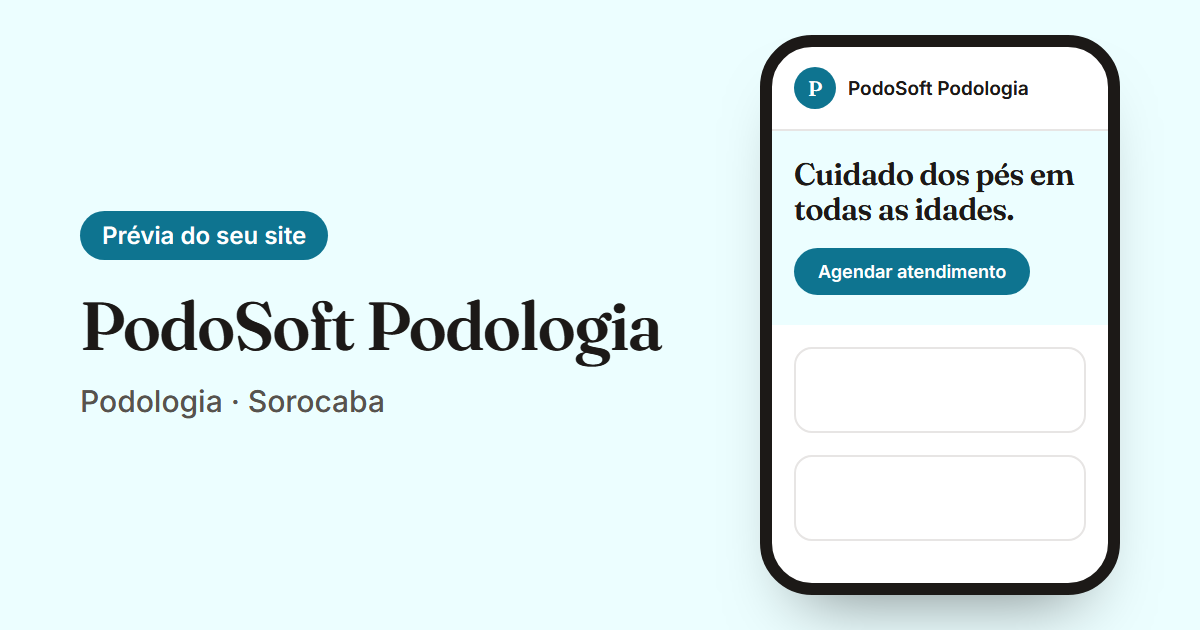 Prévia do seu site
PodoSoft Podologia
Podologia · Sorocaba
P
PodoSoft Podologia
Cuidado dos pés em
todas as idades.
Agendar atendimento